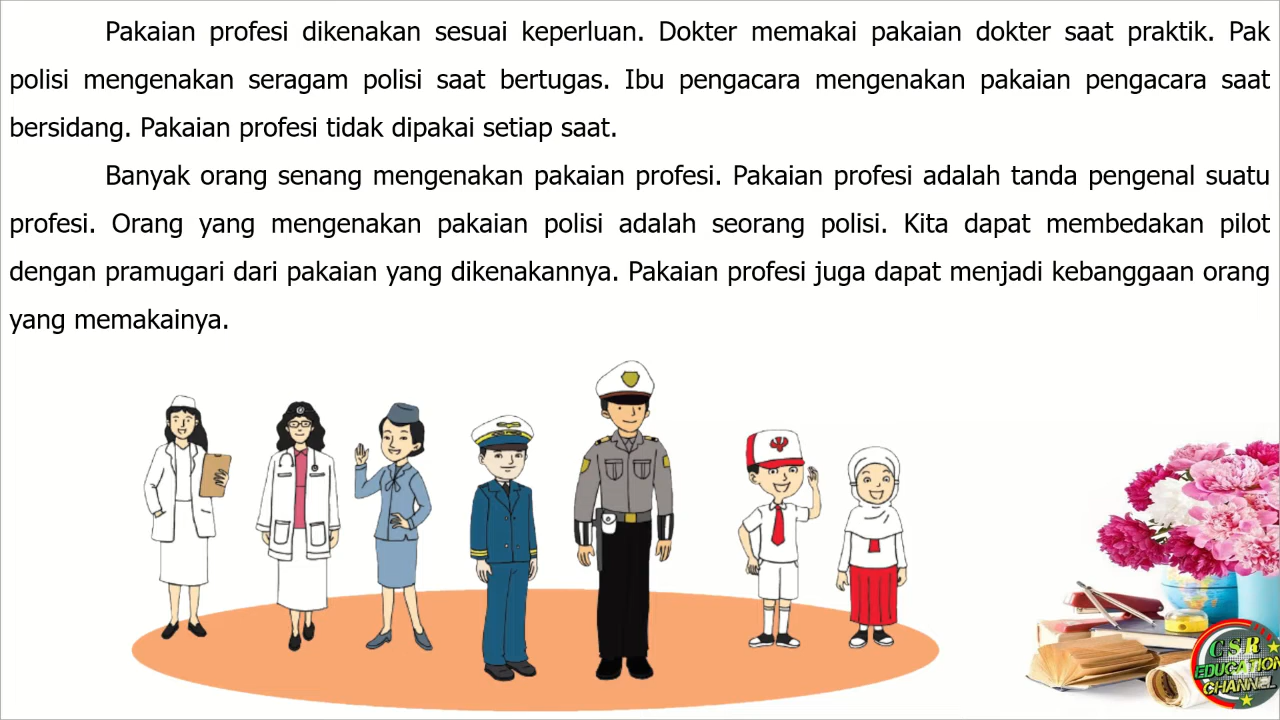 Pakaian profesi dikenakan sesuai keperluan. Dokter memakai pakaian dokter saat praktik. Pak
polisi mengenakan seragam polisi saat bertugas. Ibu pengacara mengenakan pakaian pengacara saat
bersidang. Pakaian profesi tidak dipakai setiap saat.
Banyak orang senang mengenakan pakaian profesi. Pakaian profesi adalah tanda pengenal suatu
profesi. Orang yang mengenakan pakaian polisi adalah seorang polisi. Kita dapat membedakan pilot
dengan pramugari dari pakaian yang dikenakannya. Pakaian profesi juga dapat menjadi kebanggaan orang
yang memakainya.
CSR
EDUCATION
CHANNEL